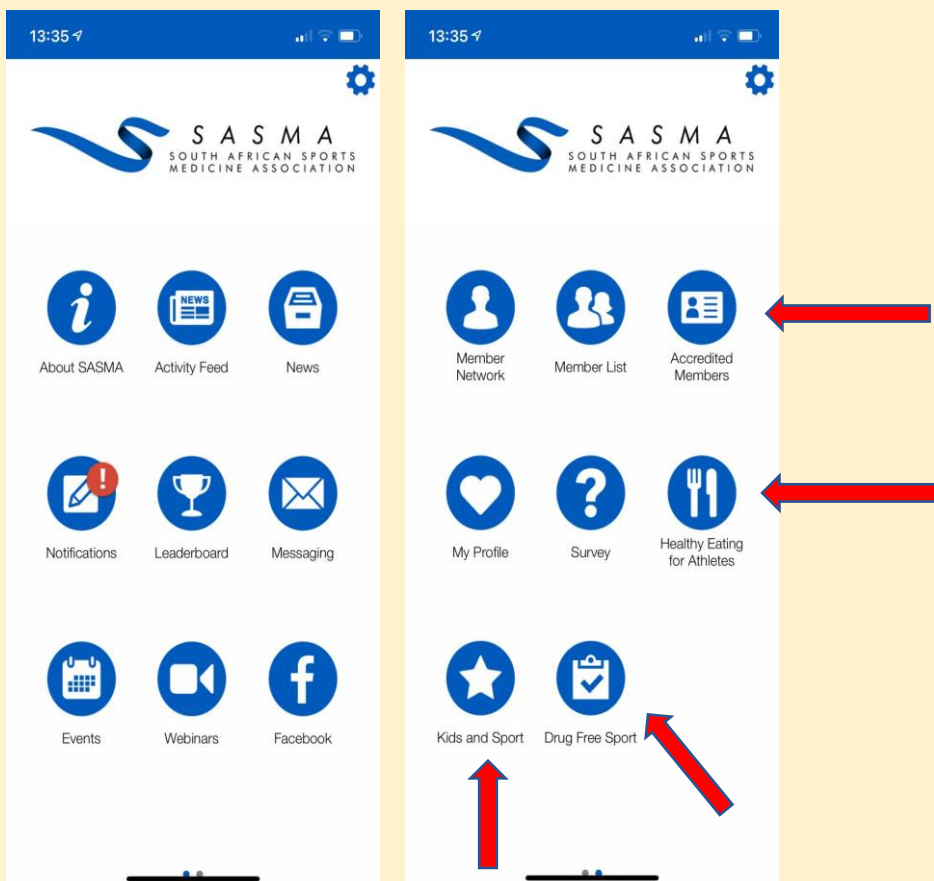 13:35
SASMA
SOUTH AFRICAN SPORTS
MEDICINE ASSOCIATION
About SASMA
Activity Feed
NEWS
News
Notifications
!
Leaderboard
Messaging
Events
Webinars
f
Facebook
13:35
SASMA
SOUTH AFRICAN SPORTS
MEDICINE ASSOCIATION
Member
Network
Member List
Accredited
Members
My Profile
?
Survey
Healthy Eating
for Athletes
Kids and Sport
Drug Free Sport